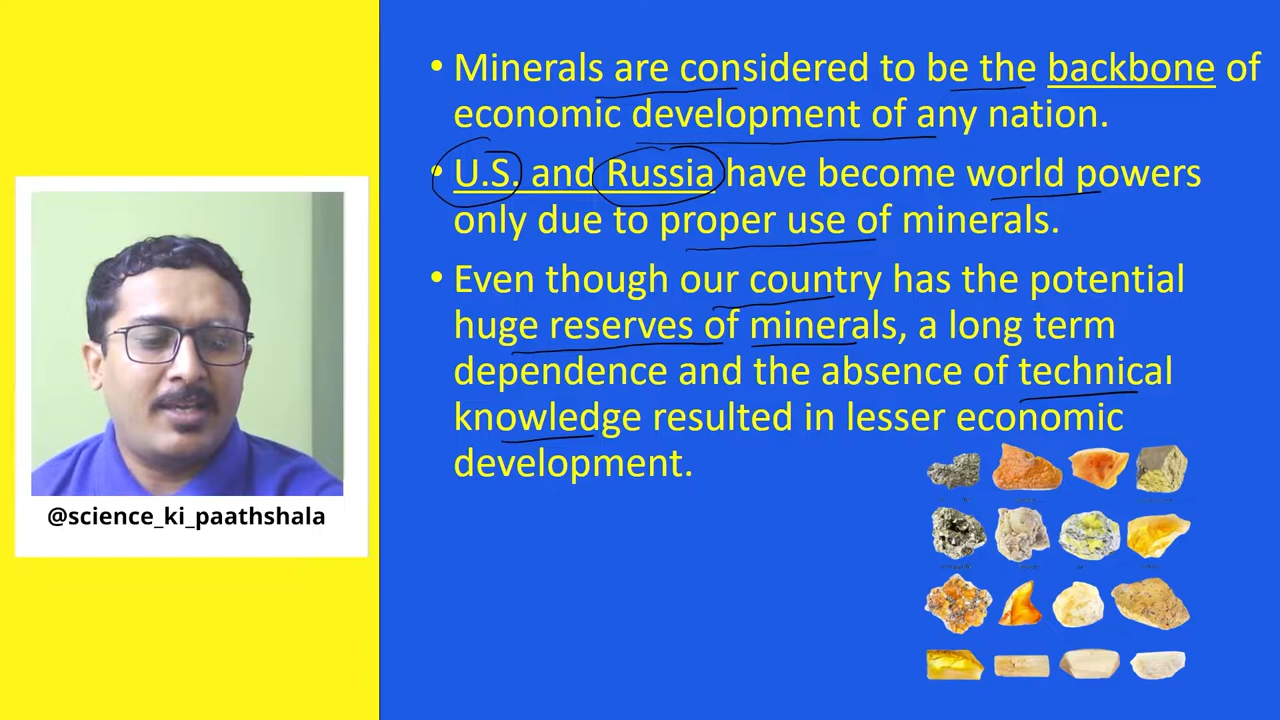 • Minerals are considered to be the backbone of
economic development of any nation.
• U.S. and Russia have become world powers
only due to proper use of minerals.
• Even though our country has the potential
huge reserves of minerals, a long term
dependence and the absence of technical
knowledge resulted in lesser economic
development.
@science_ki_paathshala